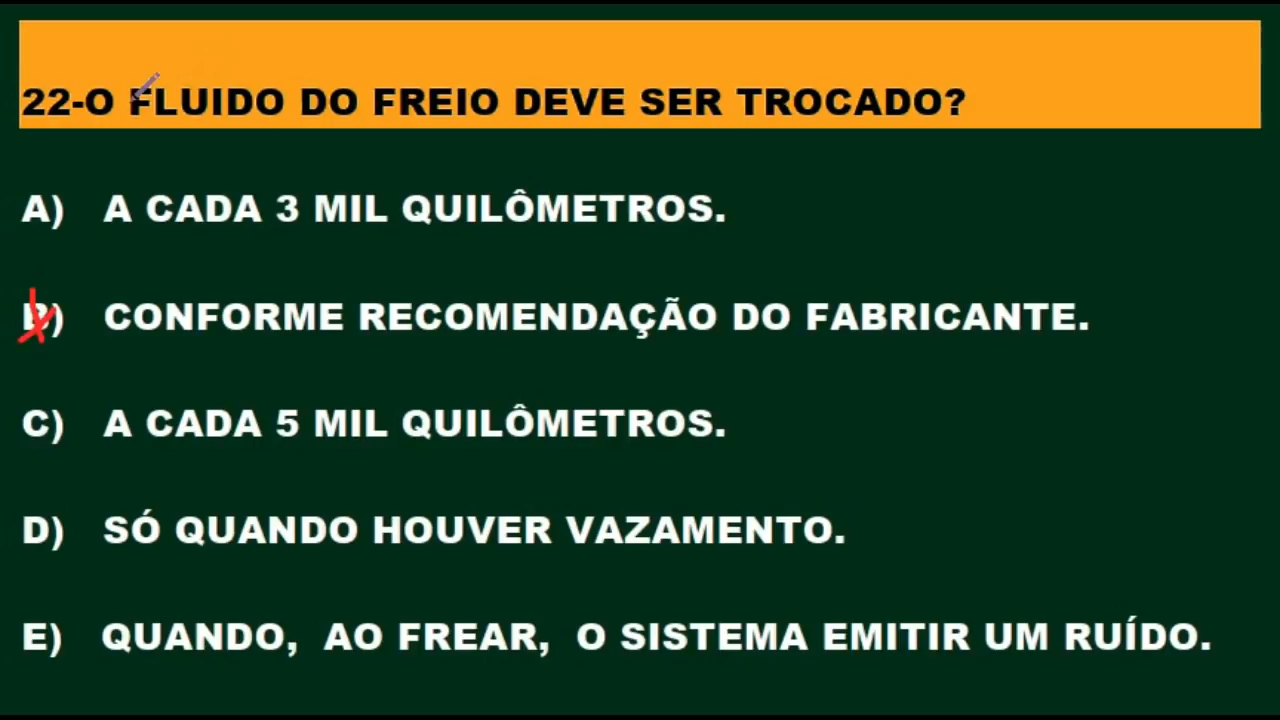 22-O FLUIDO DO FREIO DEVE SER TROCADO?
A) A CADA 3 MIL QUILÔMETROS.
B) CONFORME RECOMENDAÇÃO DO FABRICANTE.
C) A CADA 5 MIL QUILÔMETROS.
D) SÓ QUANDO HOUVER VAZAMENTO.
E) QUANDO, AO FREAR, O SISTEMA EMITIR UM RUÍDO.